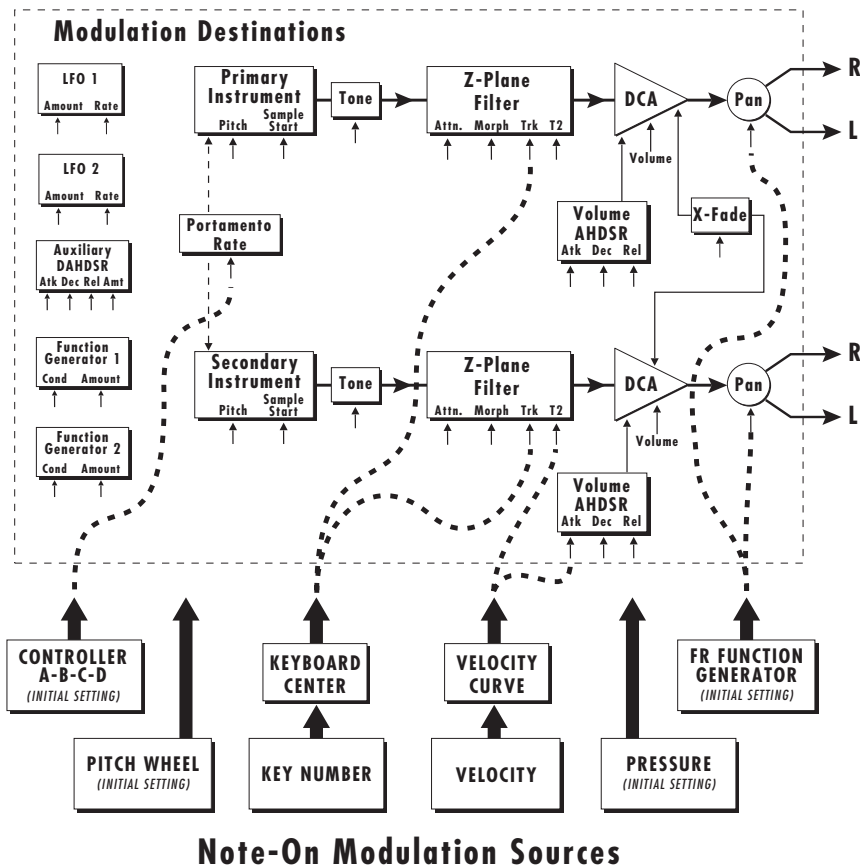 Modulation Destinations
LFO 1
Amount Rate
LFO 2
Amount Rate
Auxiliary
DAHDSR
Atk Dec Rel Amt
Function
Generator 1
Cond Amount
Function
Generator 2
Cond Amount
Primary
Instrument
Pitch Sample
Start
Tone
Z-Plane
Filter
Attn. Morph Trk T2
DCA
Volume
Pan
R
L
Portamento
Rate
Volume
AHDSR
Atk Dec Rel
X-Fade
Secondary
Instrument
Pitch Sample
Start
Tone
Z-Plane
Filter
Attn. Morph Trk T2
DCA
Volume
Pan
R
L
Volume
AHDSR
Atk Dec Rel
CONTROLLER
A-B-C-D
(INITIAL SETTING)
KEYBOARD
CENTER
VELOCITY
CURVE
FR FUNCTION
GENERATOR
(INITIAL SETTING)
PITCH WHEEL
(INITIAL SETTING)
KEY NUMBER
VELOCITY
PRESSURE
(INITIAL SETTING)
Note-On Modulation Sources